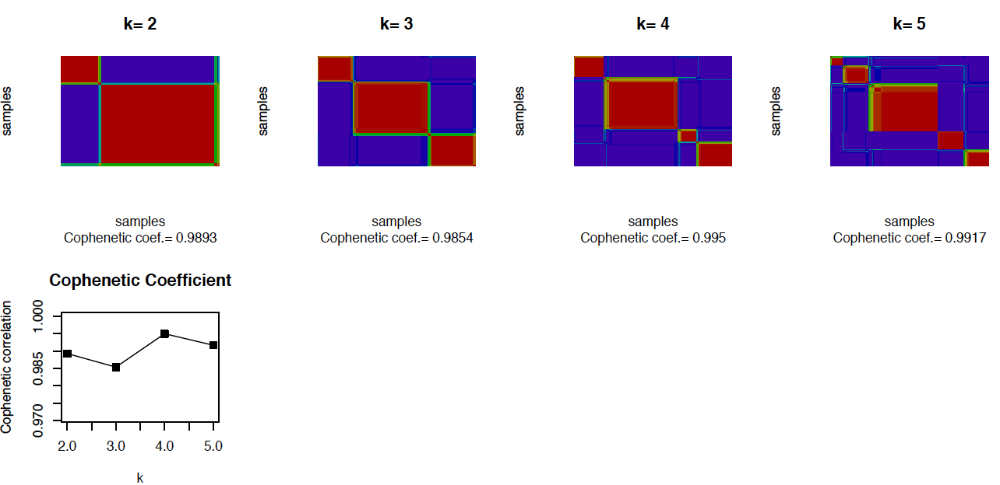 k= 2
samples
samples
Cophenetic coef.= 0.9893
k= 3
samples
samples
Cophenetic coef.= 0.9854
k= 4
samples
samples
Cophenetic coef.= 0.995
k= 5
samples
samples
Cophenetic coef.= 0.9917
Cophenetic Coefficient
Cophenetic correlation
1.000
0.985
0.970
2.0 3.0 4.0 5.0
k